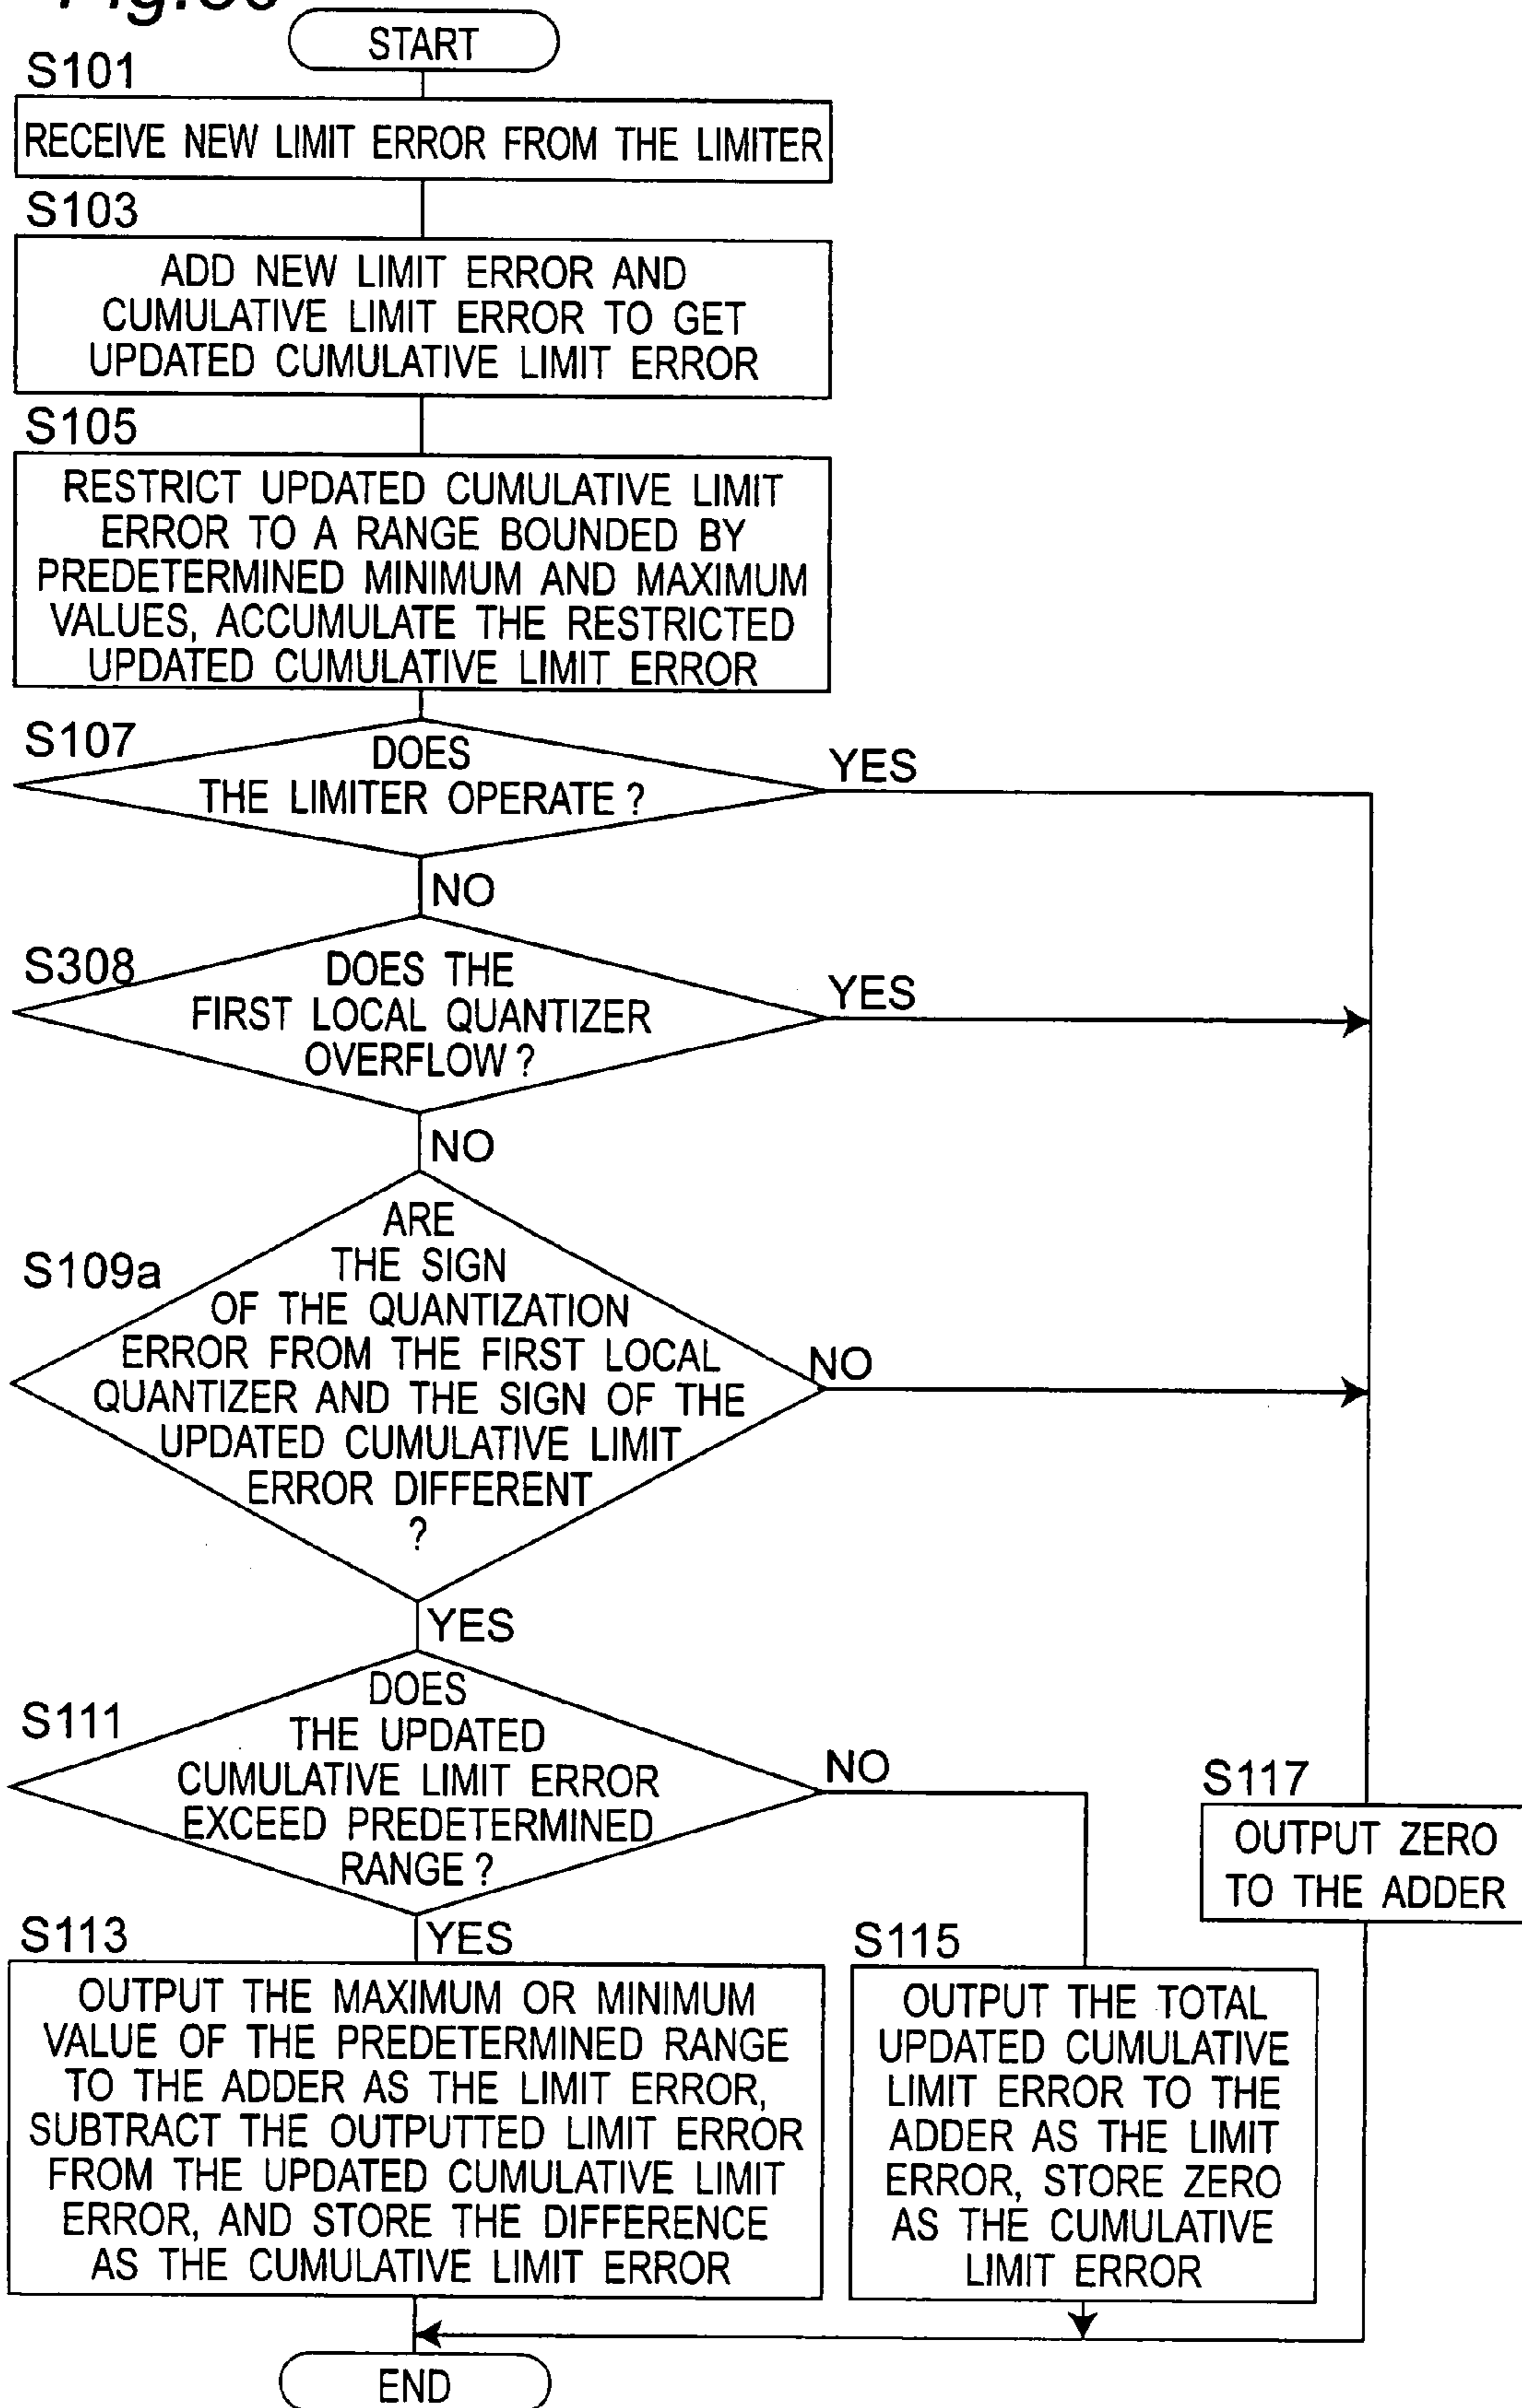 START
S101
RECEIVE NEW LIMIT ERROR FROM THE LIMITER
S103
ADD NEW LIMIT ERROR AND
CUMULATIVE LIMIT ERROR TO GET
UPDATED CUMULATIVE LIMIT ERROR
S105
RESTRICT UPDATED CUMULATIVE LIMIT
ERROR TO A RANGE BOUNDED BY
PREDETERMINED MINIMUM AND MAXIMUM
VALUES, ACCUMULATE THE RESTRICTED
UPDATED CUMULATIVE LIMIT ERROR
S107
DOES
THE LIMITER OPERATE ?
YES
NO
S308
DOES THE
FIRST LOCAL QUANTIZER
OVERFLOW ?
YES
NO
S109a
ARE
THE SIGN
OF THE QUANTIZATION
ERROR FROM THE FIRST LOCAL
QUANTIZER AND THE SIGN OF THE
UPDATED CUMULATIVE LIMIT
ERROR DIFFERENT
?
NO
YES
S111
DOES
THE UPDATED
CUMULATIVE LIMIT ERROR
EXCEED PREDETERMINED
RANGE ?
NO
YES
S117
OUTPUT ZERO
TO THE ADDER
S113
OUTPUT THE MAXIMUM OR MINIMUM
VALUE OF THE PREDETERMINED RANGE
TO THE ADDER AS THE LIMIT ERROR,
SUBTRACT THE OUTPUTTED LIMIT ERROR
FROM THE UPDATED CUMULATIVE LIMIT
ERROR, AND STORE THE DIFFERENCE
AS THE CUMULATIVE LIMIT ERROR
S115
OUTPUT THE TOTAL
UPDATED CUMULATIVE
LIMIT ERROR TO THE
ADDER AS THE LIMIT
ERROR, STORE ZERO
AS THE CUMULATIVE
LIMIT ERROR
END